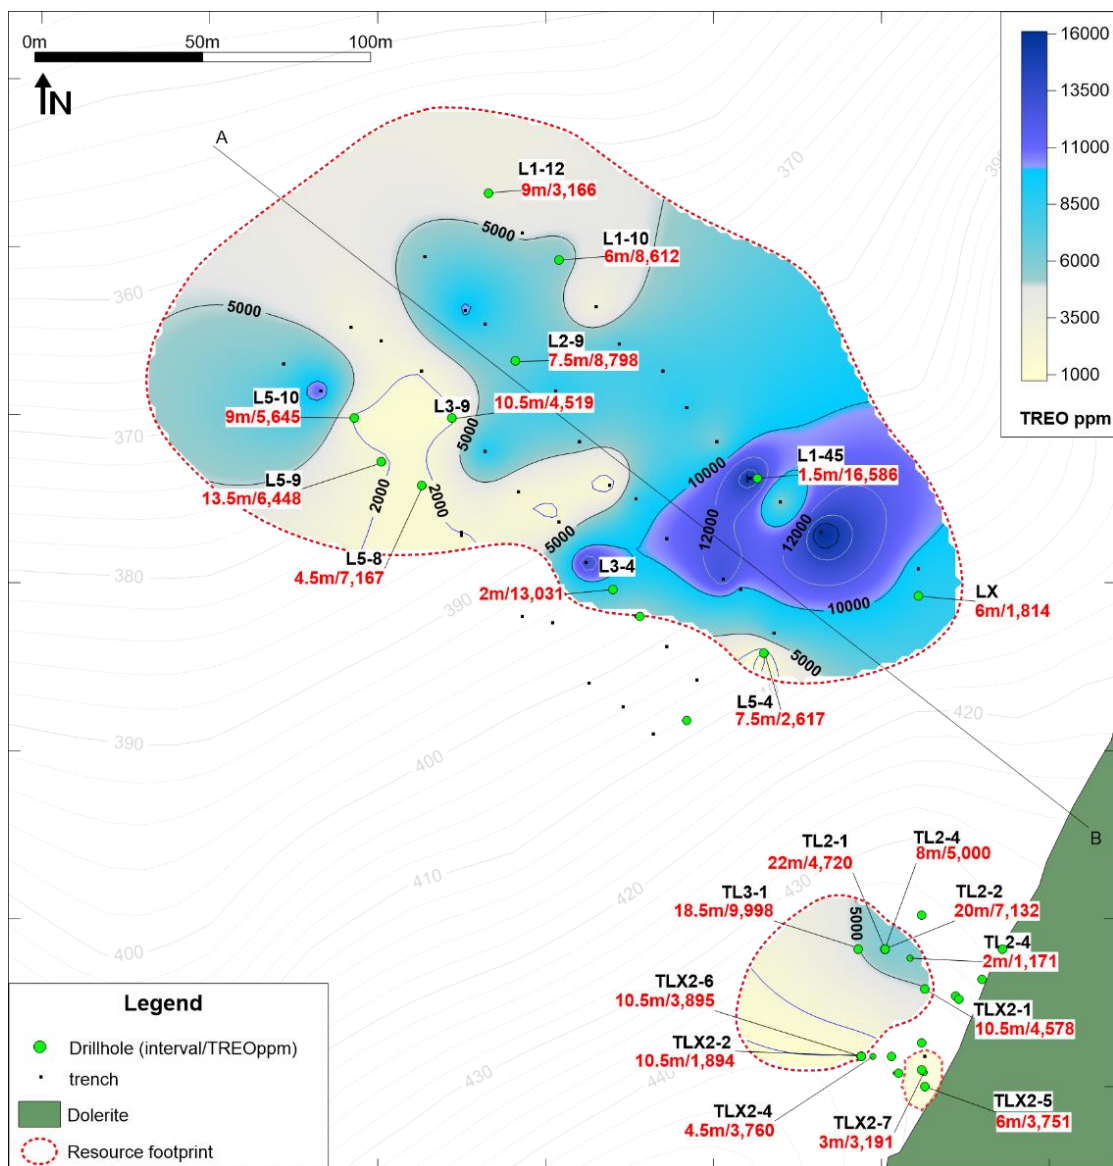 0m 50m 100m
N
A
16000
13500
11000
8500
6000
3500
1000
TREO ppm
370
L1-12
9m/3,166
5000
L1-10
6m/8,612
360
5000
L2-9
7.5m/8,798
L5-10
9m/5,645
L3-9
10.5m/4,519
5000
370
L5-9
13.5m/6,448
2000
2000
10000
L1-45
1.5m/16,586
12000
12000
5000
L5-8
4.5m/7,167
380
390
L3-4
2m/13,031
10000
LX
6m/1,814
5000
L5-4
7.5m/2,617
420
390
400
B
TL2-1
22m/4,720
TL2-4
8m/5,000
410
420
430
TL3-1
18.5m/9,998
5000
TL2-2
20m/7,132
TL2-4
2m/1,171
400
TLX2-6
10.5m/3,895
TLX2-1
10.5m/4,578
TLX2-2
10.5m/1,894
440
TLX2-4
4.5m/3,760
TLX2-7
3m/3,191
TLX2-5
6m/3,751
Legend
Drillhole (interval/TREOppm)
trench
Dolerite
Resource footprint